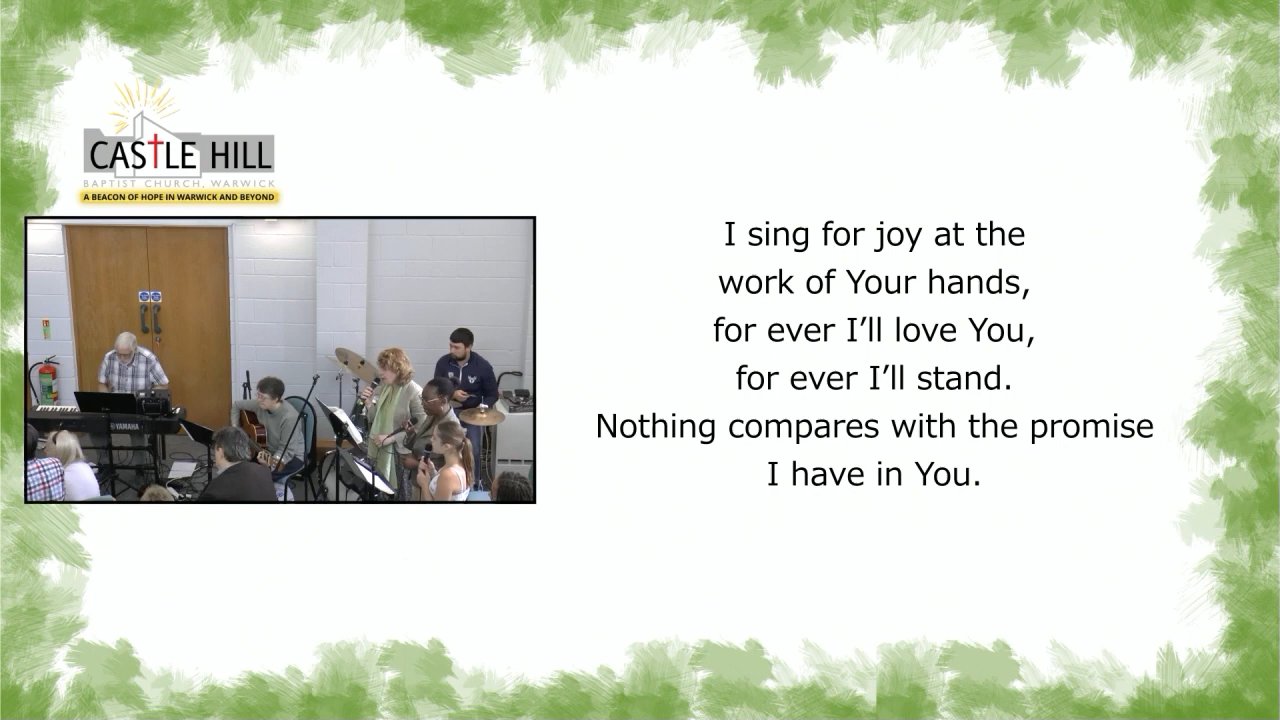 CASTLE HILL
BAPTIST CHURCH, WARWICK
A BEACON OF HOPE IN WARWICK AND BEYOND
YAMAHA
I sing for joy at the
work of Your hands,
for ever I’ll love You,
for ever I’ll stand.
Nothing compares with the promise
I have in You.